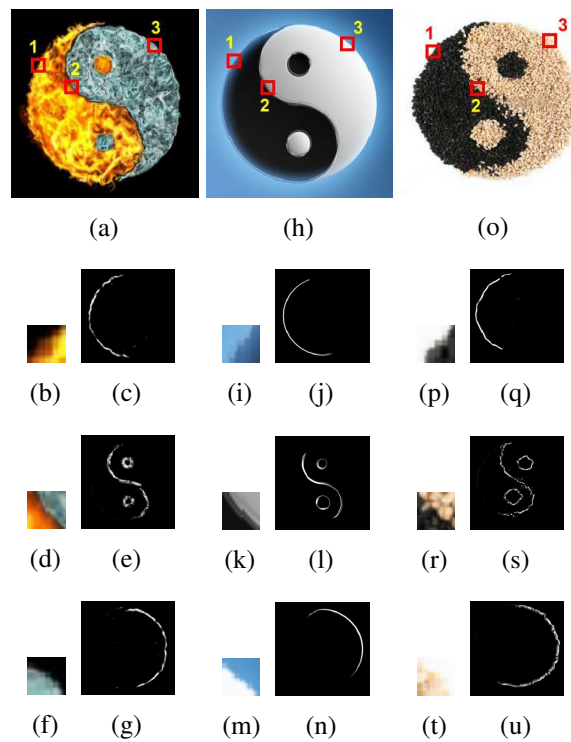 1 2 3 1 2 3 1 2 3
(a) (h) (o)
(b) (c) (i) (j) (p) (q)
(d) (e) (k) (l) (r) (s)
(f) (g) (m) (n) (t) (u)